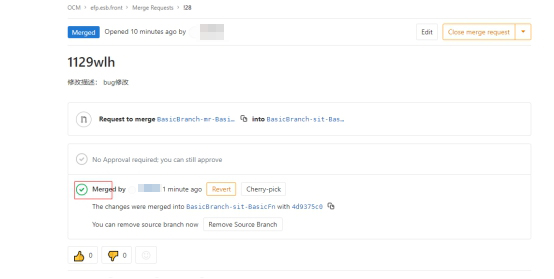 OCM > efp.esb.front > Merge Requests > !28
Merged Opened 10 minutes ago by Edit Close merge request
1129wlh
修改描述： bug修改
n Request to merge BasicBranch-mr-Basi… into BasicBranch-sit-Bas…
No Approval required; you can still approve
Merged by 1 minute ago Revert Cherry-pick
The changes were merged into BasicBranch-sit-BasicFn with 4d9375c0
You can remove source branch now Remove Source Branch
0 0